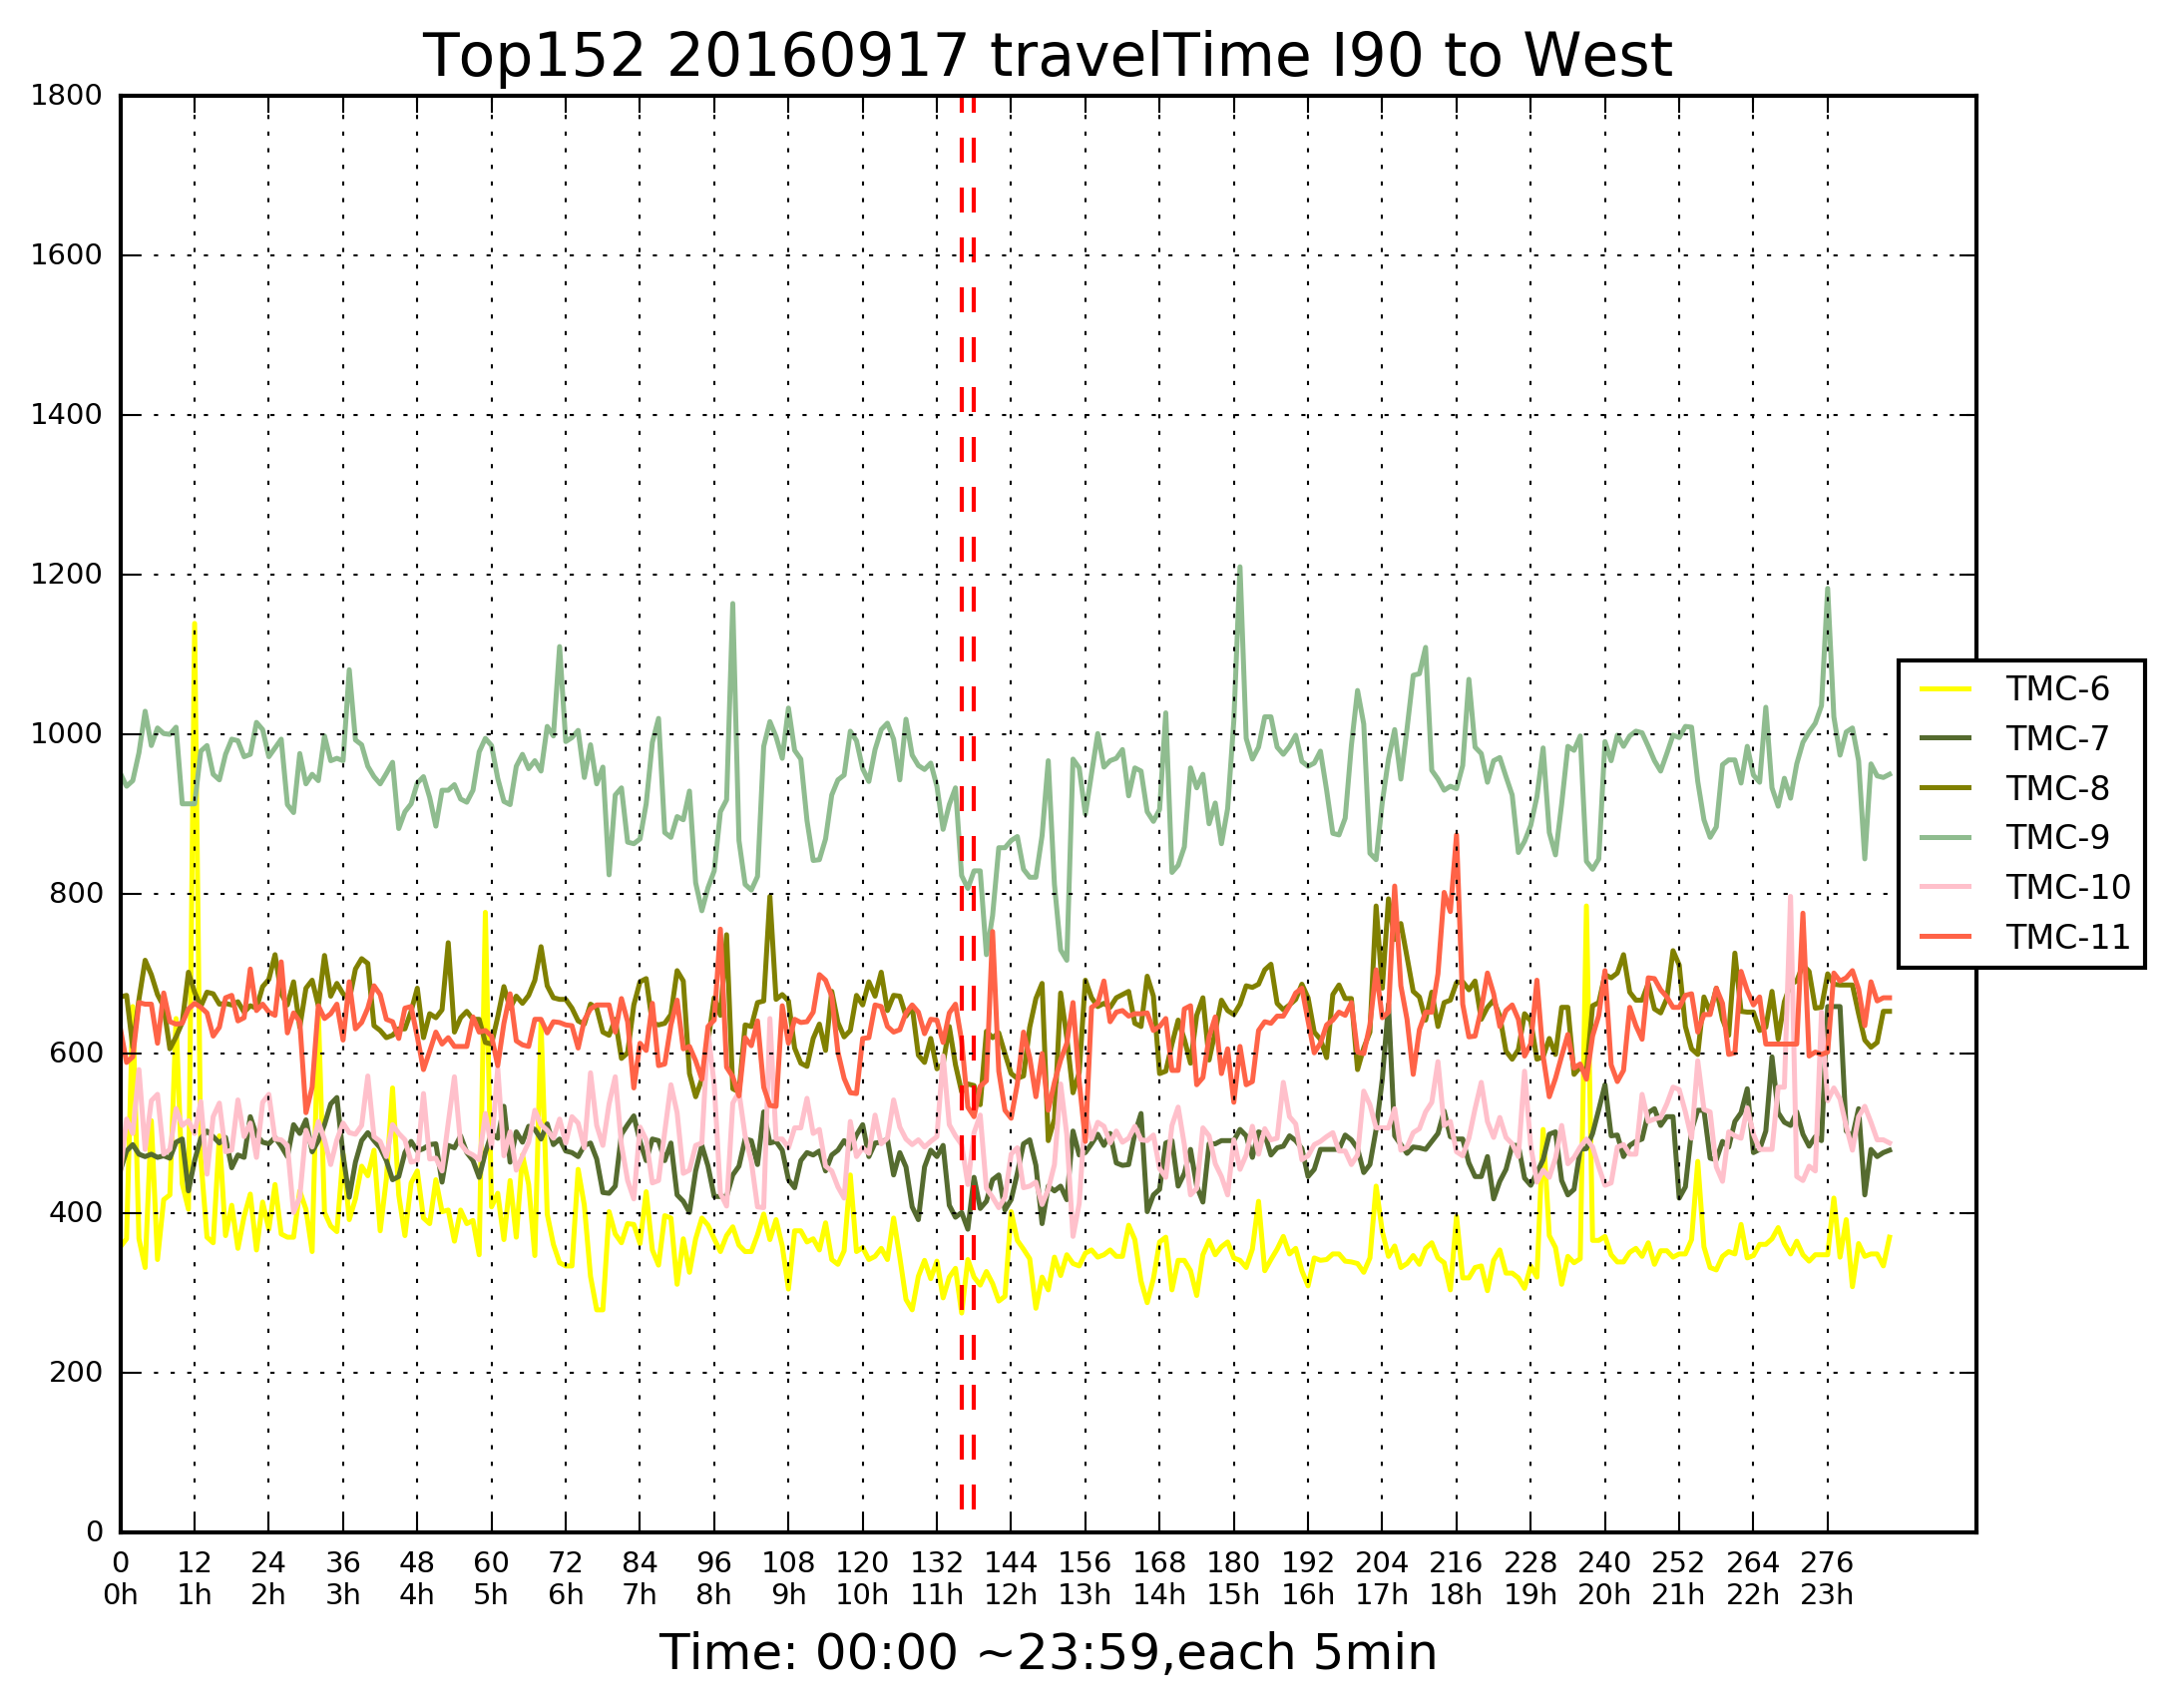 Top152 20160917 travelTime I90 to West
1800
1600
1400
1200
1000
800
600
400
200
0
TMC-6
TMC-7
TMC-8
TMC-9
TMC-10
TMC-11
0 12 24 36 48 60 72 84 96 108 120 132 144 156 168 180 192 204 216 228 240 252 264 276
0h 1h 2h 3h 4h 5h 6h 7h 8h 9h 10h 11h 12h 13h 14h 15h 16h 17h 18h 19h 20h 21h 22h 23h
Time: 00:00 ~23:59,each 5min